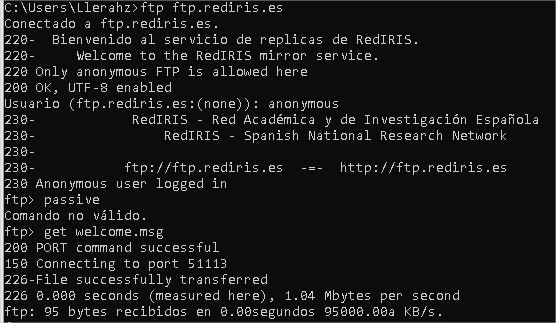 C:\Users\Llerahz>ftp ftp.rediris.es
Conectado a ftp.rediris.es.
220-  Bienvenido al servicio de replicas de RedIRIS.
220-     Welcome to the RedIRIS mirror service.
220 Only anonymous FTP is allowed here
200 OK, UTF-8 enabled
Usuario (ftp.rediris.es:(none)): anonymous
230-            RedIRIS - Red Académica y de Investigación Española
230-                RedIRIS - Spanish National Research Network
230-
230-           ftp://ftp.rediris.es  -=-  http://ftp.rediris.es
230 Anonymous user logged in
ftp> passive
Comando no válido.
ftp> get welcome.msg
200 PORT command successful
150 Connecting to port 51113
226-File successfully transferred
226 0.000 seconds (measured here), 1.04 Mbytes per second
ftp: 95 bytes recibidos en 0.00segundos 95000.00a KB/s.